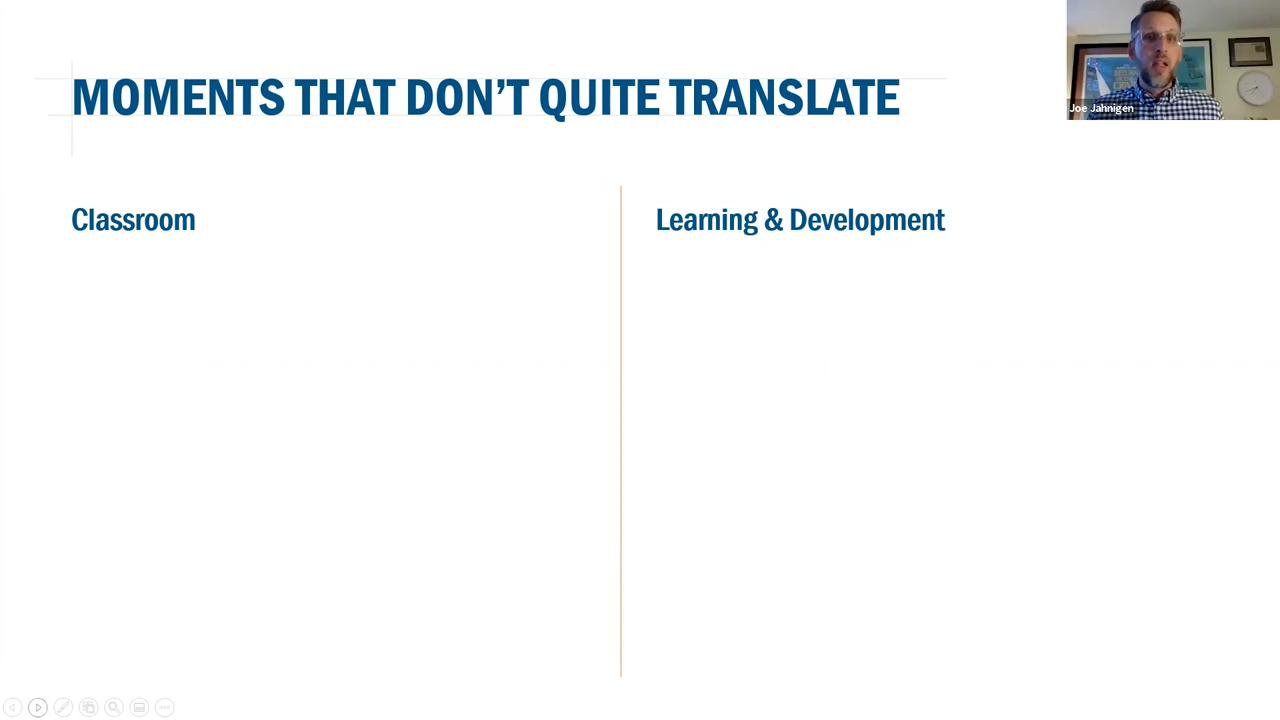 MOMENTS THAT DON’T QUITE TRANSLATE
Joe Jahnigen
Classroom
Learning & Development